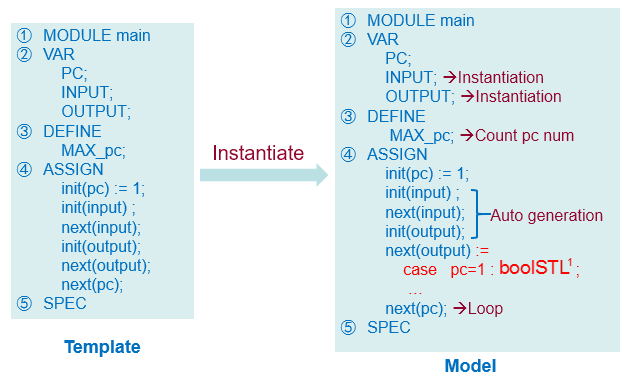 ① MODULE main
② VAR
PC;
INPUT;
OUTPUT;
③ DEFINE
MAX_pc;
④ ASSIGN
init(pc) := 1;
init(input) ;
next(input);
init(output);
next(output);
next(pc);
⑤ SPEC
Template
Instantiate
① MODULE main
② VAR
PC;
INPUT; →Instantiation
OUTPUT; →Instantiation
③ DEFINE
MAX_pc; →Count pc num
④ ASSIGN
init(pc) := 1;
init(input) ;
next(input);
init(output);
Auto generation
next(output) :=
case pc=1 : boolSTL¹;
...
next(pc); →Loop
⑤ SPEC
Model